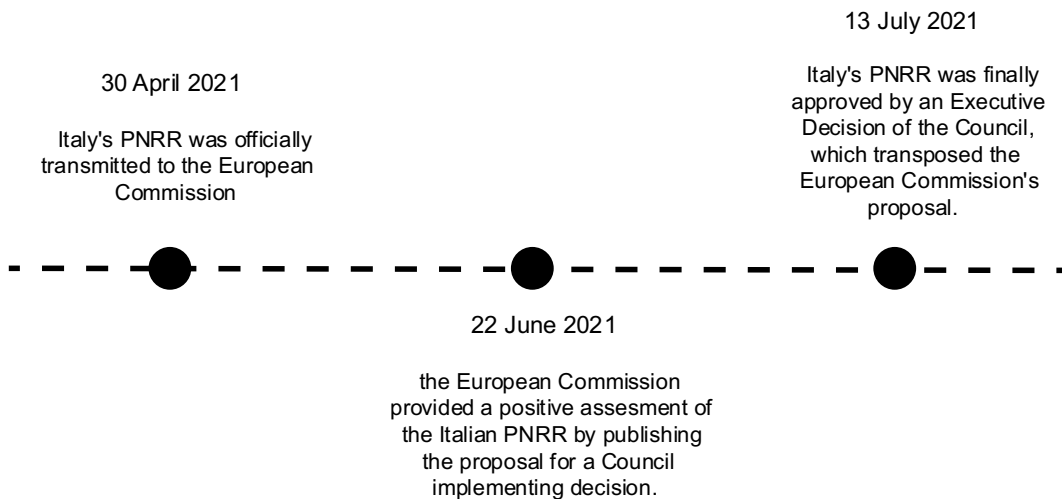 30 April 2021
Italy's PNRR was officially
transmitted to the European
Commission
22 June 2021
the European Commission
provided a positive assesment of
the Italian PNRR by publishing
the proposal for a Council
implementing decision.
13 July 2021
Italy's PNRR was finally
approved by an Executive
Decision of the Council,
which transposed the
European Commission's
proposal.